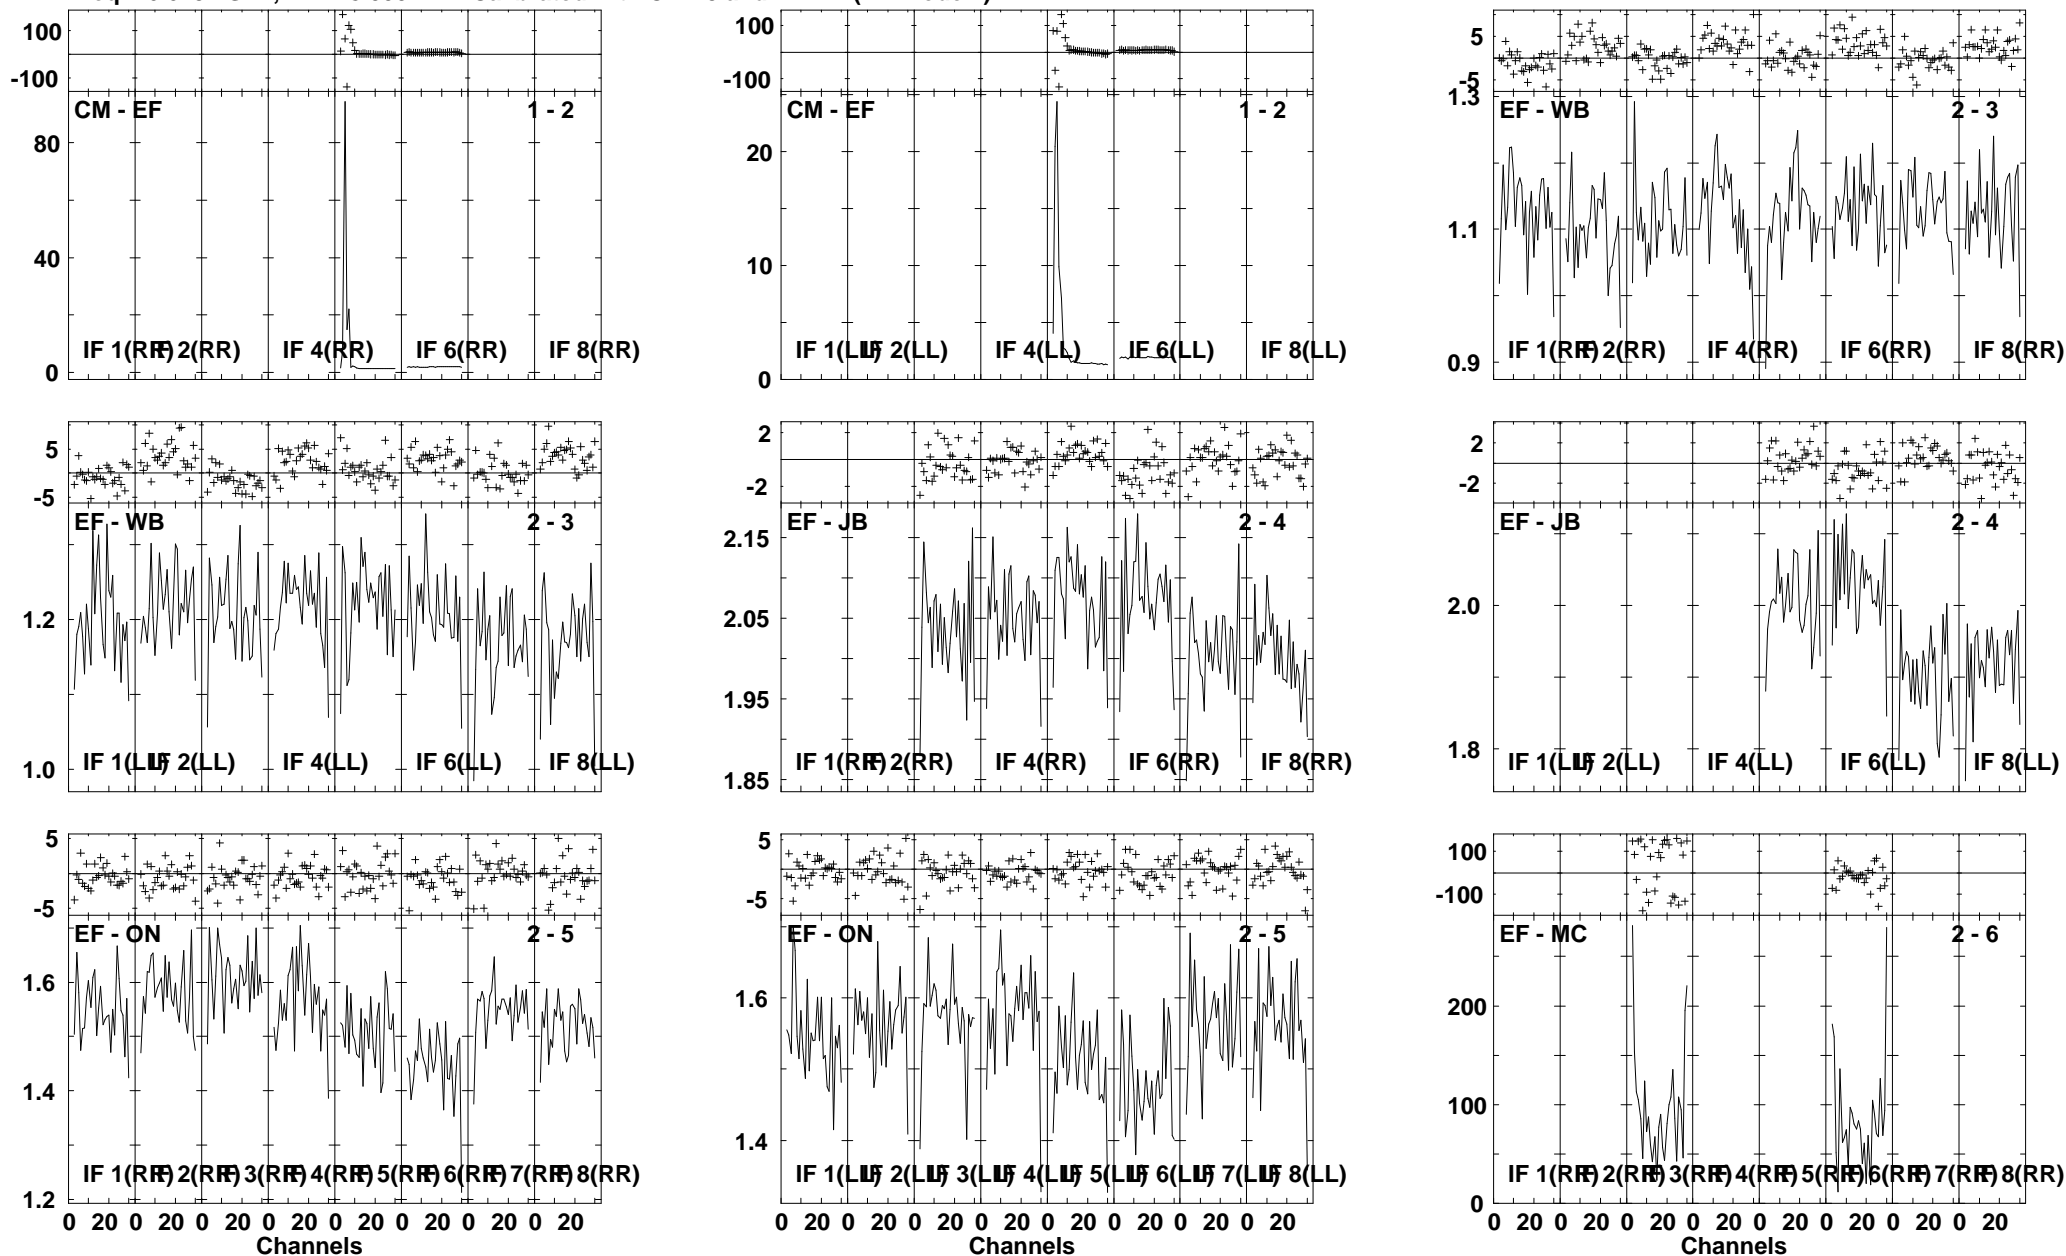 100
-100
CM - EF 1 - 2
80
40
0
IF 1(RR) IF 2(RR) IF 4(RR) IF 6(RR) IF 8(RR)
100
-100
CM - EF 1 - 2
20
10
0
IF 1(LL) IF 2(LL) IF 4(LL) IF 6(LL) IF 8(LL)
5
-5
EF - WB 2 - 3
1.3
1.1
0.9
IF 1(RR) IF 2(RR) IF 4(RR) IF 6(RR) IF 8(RR)
5
-5
EF - WB 2 - 3
1.2
1.0
IF 1(LL) IF 2(LL) IF 4(LL) IF 6(LL) IF 8(LL)
2
-2
EF - JB 2 - 4
2.15
2.05
1.95
1.85
IF 1(RR) IF 2(RR) IF 4(RR) IF 6(RR) IF 8(RR)
2
-2
EF - JB 2 - 4
2.0
1.8
IF 1(LL) IF 2(LL) IF 4(LL) IF 6(LL) IF 8(LL)
5
-5
EF - ON 2 - 5
1.6
1.4
1.2
IF 1(RR) IF 2(RR) IF 3(RR) IF 4(RR) IF 5(RR) IF 6(RR) IF 7(RR) IF 8(RR)
0 20 0 20 0 20 0 20 0 20 0 20 0 20 0 20
Channels
5
-5
EF - ON 2 - 5
1.6
1.4
IF 1(LL) IF 2(LL) IF 3(LL) IF 4(LL) IF 5(LL) IF 6(LL) IF 7(LL) IF 8(LL)
0 20 0 20 0 20 0 20 0 20 0 20 0 20 0 20
Channels
100
-100
EF - MC 2 - 6
200
100
0
IF 1(RR) IF 2(RR) IF 3(RR) IF 4(RR) IF 5(RR) IF 6(RR) IF 7(RR) IF 8(RR)
0 20 0 20 0 20 0 20 0 20 0 20 0 20 0 20
Channels